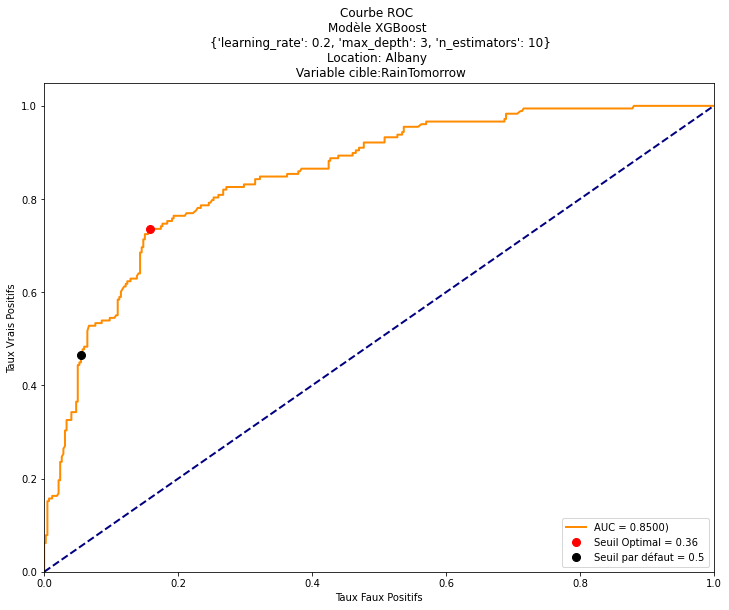 Courbe ROC
Modèle XGBoost
{'learning_rate': 0.2, 'max_depth': 3, 'n_estimators': 10}
Location: Albany
Variable cible:RainTomorrow
1.0
0.8
0.6
0.4
0.2
0.0
Taux Vrais Positifs
0.0 0.2 0.4 0.6 0.8 1.0
Taux Faux Positifs
AUC = 0.8500)
Seuil Optimal = 0.36
Seuil par défaut = 0.5